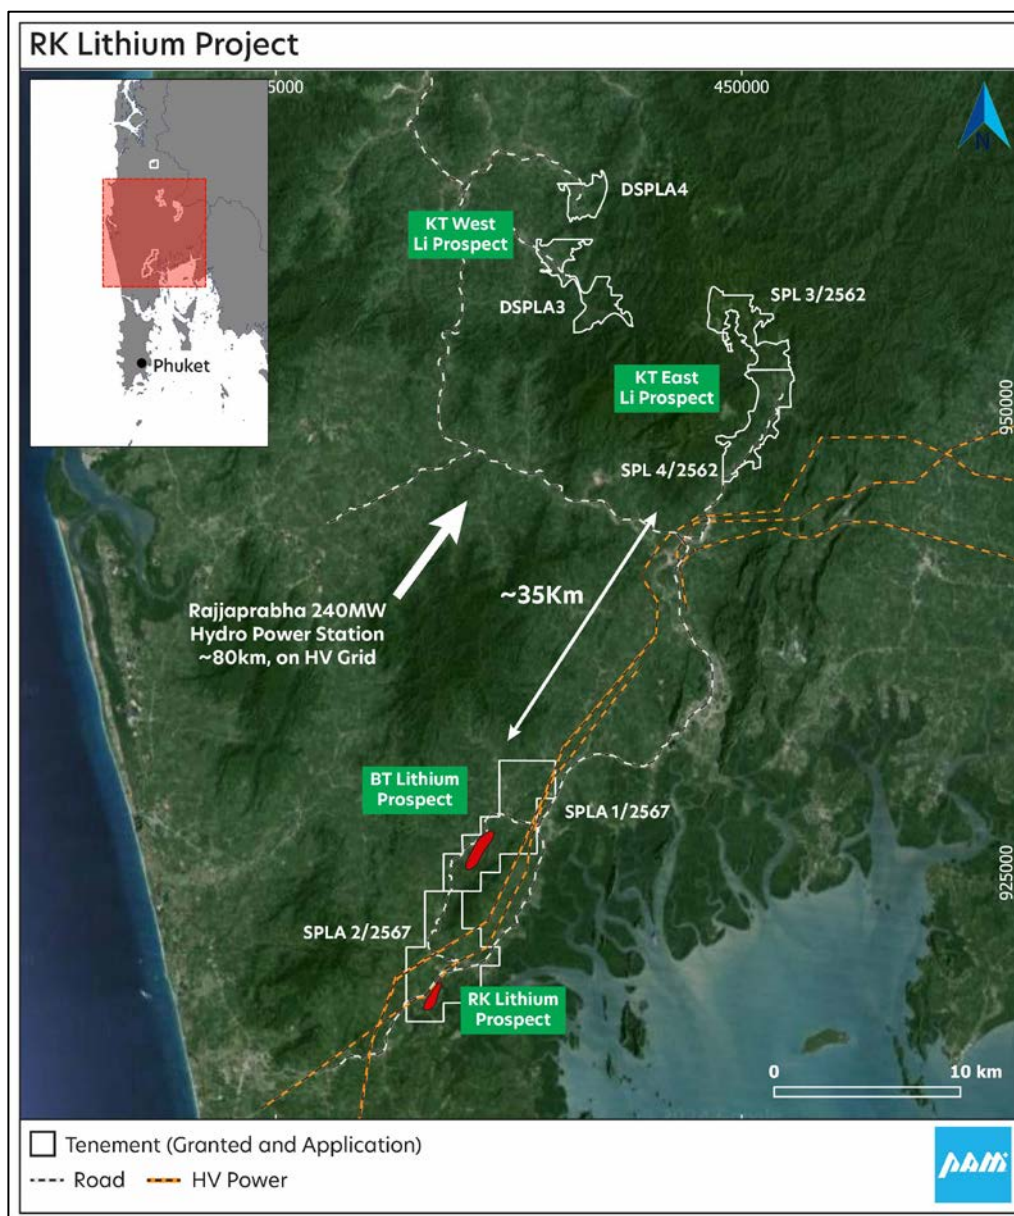 RK Lithium Project
5000
450000
N
DSPLA4
KT West
Li Prospect
DSPLA3
SPL 3/2562
Phuket
KT East
Li Prospect
950000
SPL 4/2562
~35Km
Rajjaprabha 240MW
Hydro Power Station
~80km, on HV Grid
BT Lithium
Prospect
SPLA 1/2567
925000
SPLA 2/2567
RK Lithium
Prospect
0 10 km
Tenement (Granted and Application)
Road HV Power
PAM